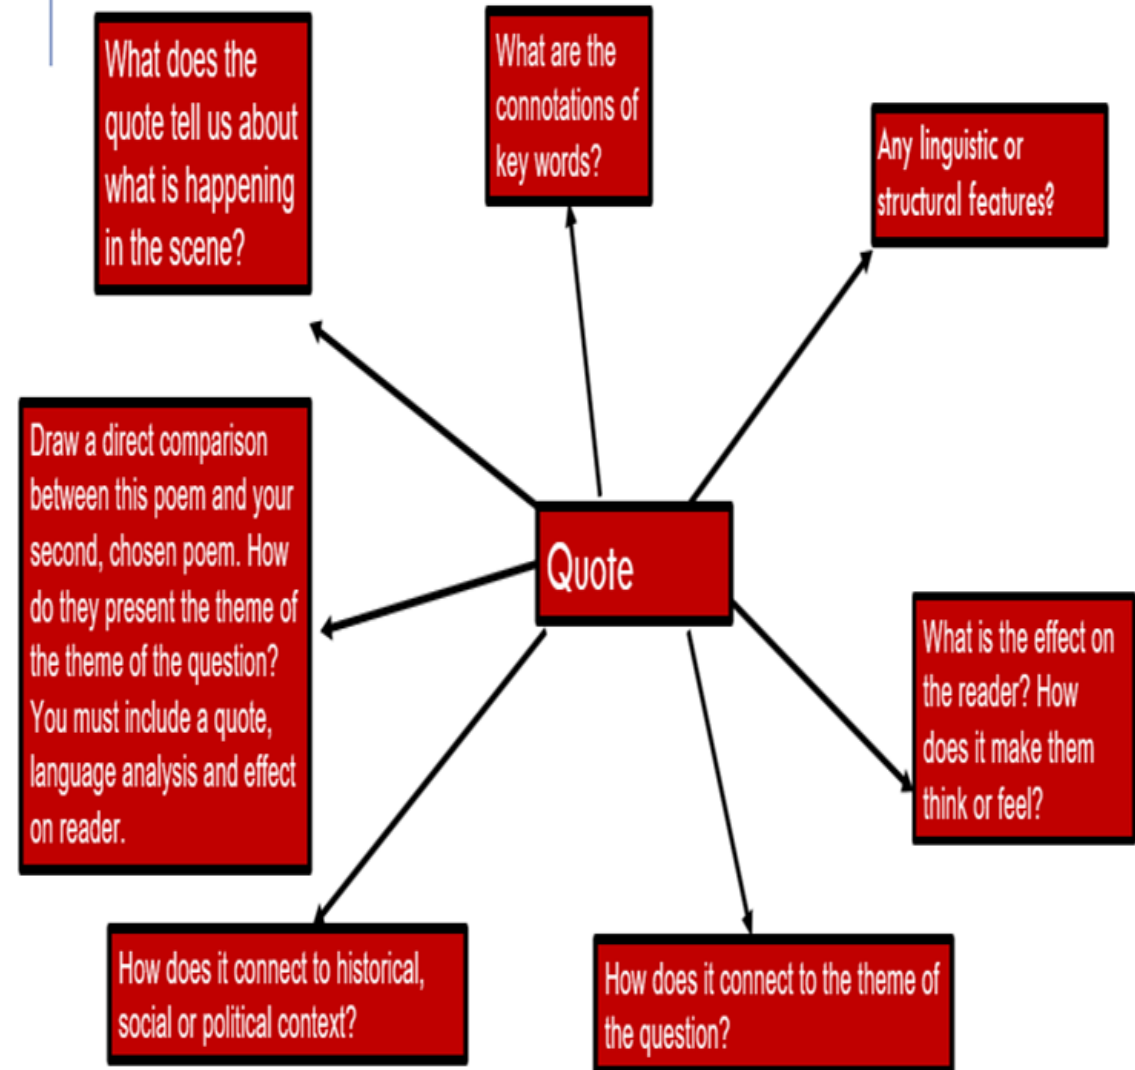 What does the
quote tell us about
what is happening
in the scene?
What are the
connotations of
key words?
Any linguistic or
structural features?
Draw a direct comparison
between this poem and your
second, chosen poem. How
do they present the theme of
the theme of the question?
You must include a quote,
language analysis and effect
on reader.
Quote
What is the effect on
the reader? How
does it make them
think or feel?
How does it connect to historical,
social or political context?
How does it connect to the theme of
the question?